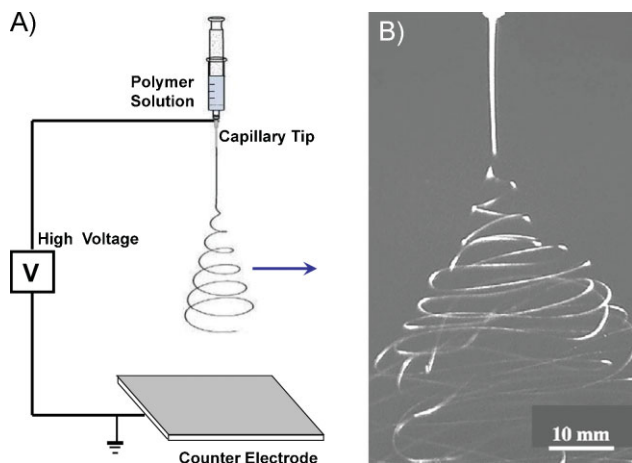 A)
Polymer
Solution
Capillary Tip
High Voltage
V
Counter Electrode
B)
10 mm